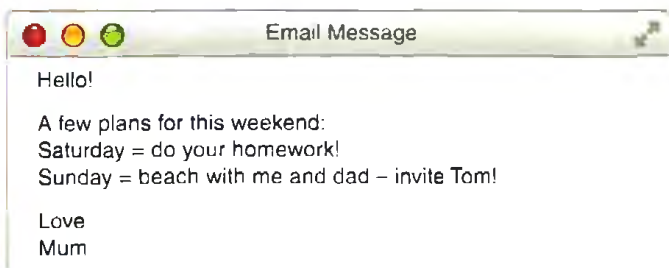 Email Message
Hello!
A few plans for this weekend:
Saturday = do your homework!
Sunday = beach with me and dad – invite Tom!
Love
Mum